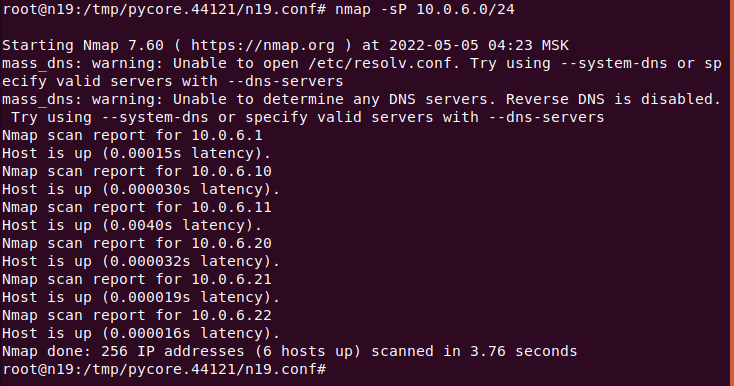 root@n19:/tmp/pycore.44121/n19.conf# nmap -sP 10.0.6.0/24
Starting Nmap 7.60 ( https://nmap.org ) at 2022-05-05 04:23 MSK
mass_dns: warning: Unable to open /etc/resolv.conf. Try using --system-dns or sp
ecify valid servers with --dns-servers
mass_dns: warning: Unable to determine any DNS servers. Reverse DNS is disabled.
 Try using --system-dns or specify valid servers with --dns-servers
Nmap scan report for 10.0.6.1
Host is up (0.00015s latency).
Nmap scan report for 10.0.6.10
Host is up (0.000030s latency).
Nmap scan report for 10.0.6.11
Host is up (0.0040s latency).
Nmap scan report for 10.0.6.20
Host is up (0.000032s latency).
Nmap scan report for 10.0.6.21
Host is up (0.000019s latency).
Nmap scan report for 10.0.6.22
Host is up (0.000016s latency).
Nmap done: 256 IP addresses (6 hosts up) scanned in 3.76 seconds
root@n19:/tmp/pycore.44121/n19.conf#